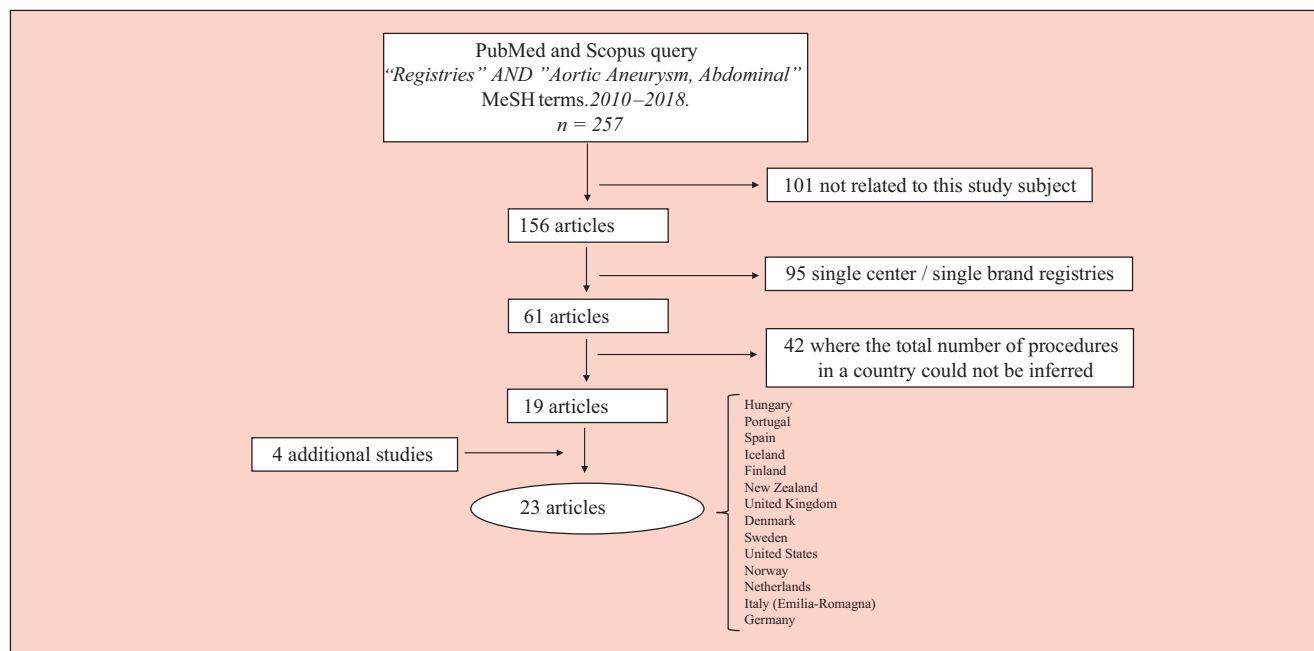 PubMed and Scopus query
“Registries” AND ”Aortic Aneurysm, Abdominal”
MeSH terms. 2010–2018.
n = 257
101 not related to this study subject
156 articles
95 single center / single brand registries
61 articles
42 where the total number of procedures
in a country could not be inferred
19 articles
4 additional studies
23 articles
Hungary
Portugal
Spain
Iceland
Finland
New Zealand
United Kingdom
Denmark
Sweden
United States
Norway
Netherlands
Italy (Emilia-Romagna)
Germany